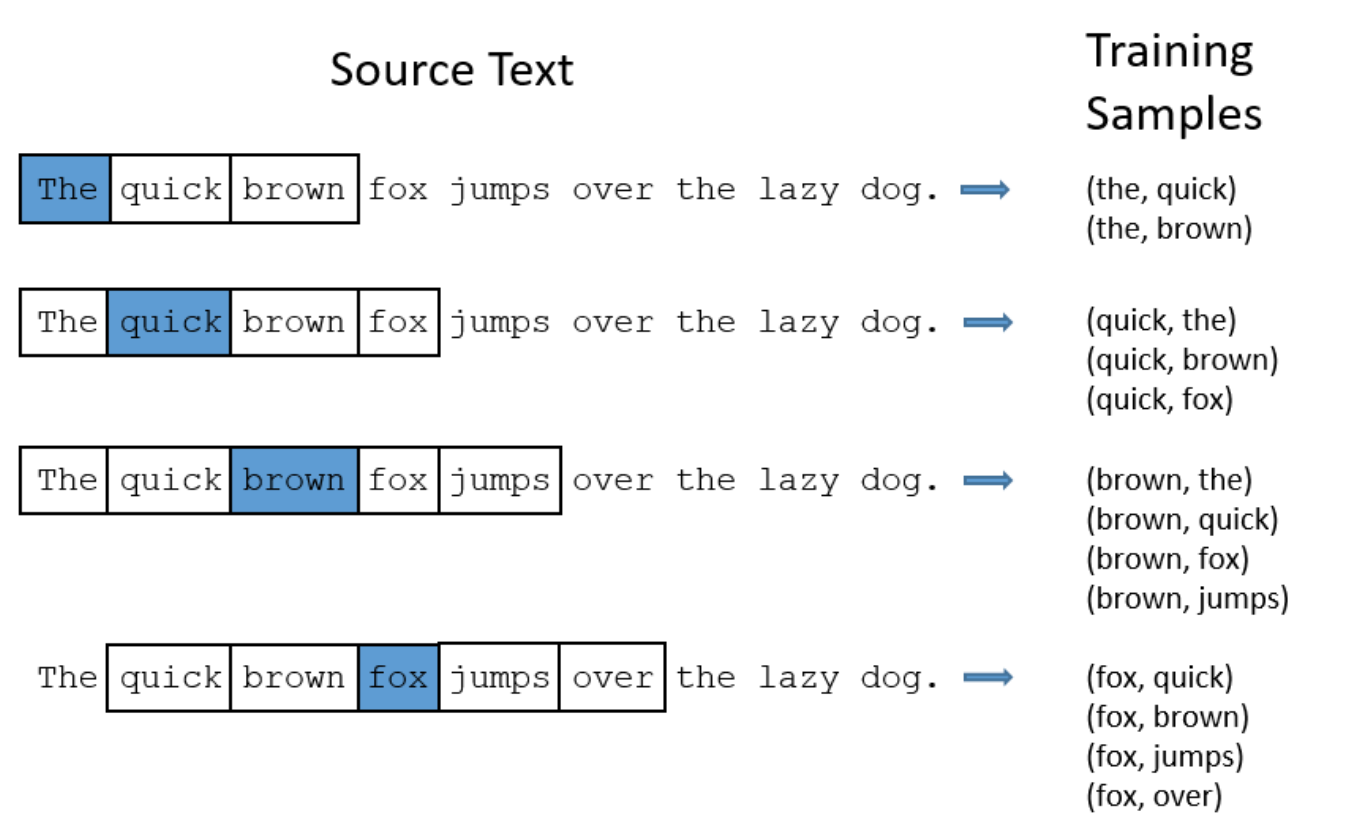 Source Text
Training
Samples
The quick brown fox jumps over the lazy dog.
(the, quick)
(the, brown)
The quick brown fox jumps over the lazy dog.
(quick, the)
(quick, brown)
(quick, fox)
The quick brown fox jumps over the lazy dog.
(brown, the)
(brown, quick)
(brown, fox)
(brown, jumps)
The quick brown fox jumps over the lazy dog.
(fox, quick)
(fox, brown)
(fox, jumps)
(fox, over)